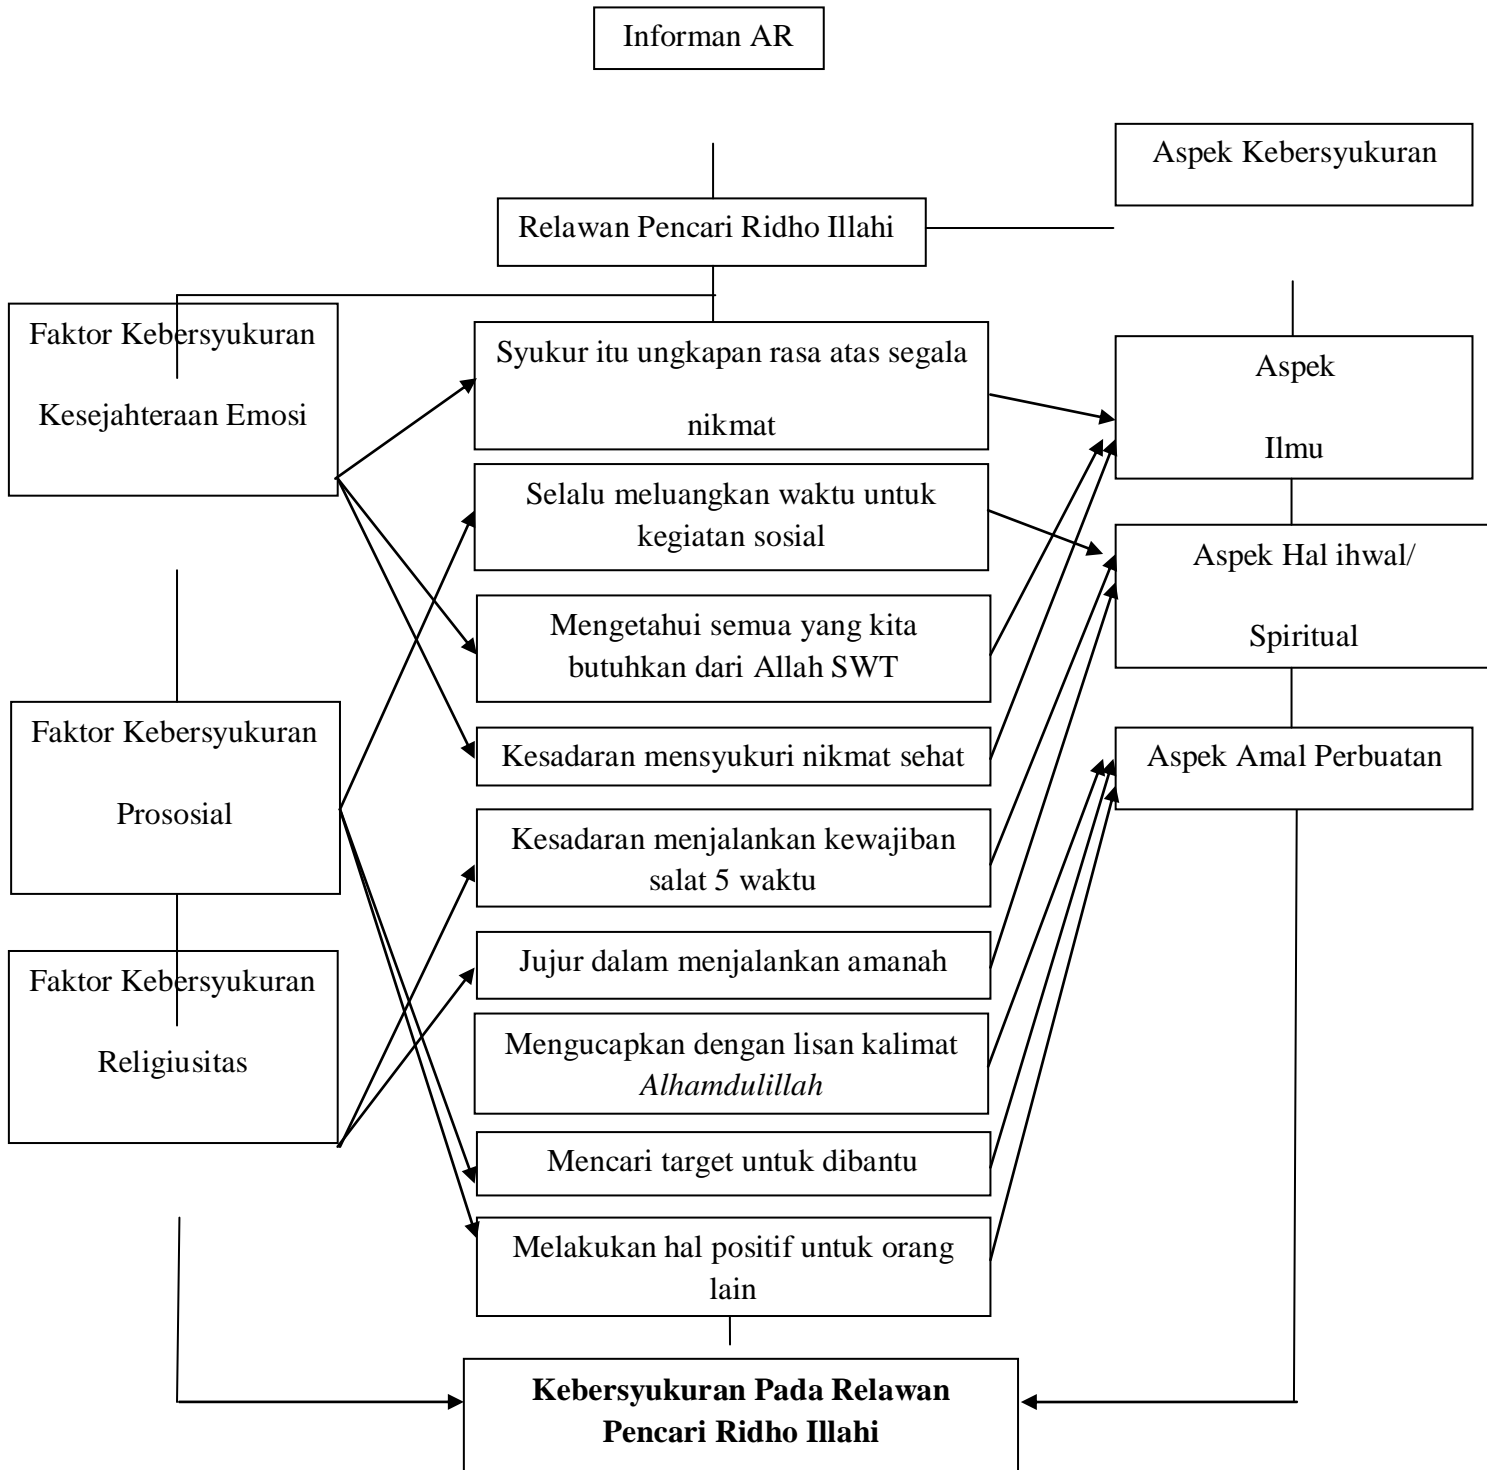 Informan AR
Aspek Kebersyukuran
Relawan Pencari Ridho Illahi
Faktor Kebersyukuran
Kesejahteraan Emosi
Faktor Kebersyukuran
Prososial
Faktor Kebersyukuran
Religiusitas
Syukur itu ungkapan rasa atas segala
nikmat
Selalu meluangkan waktu untuk
kegiatan sosial
Mengetahui semua yang kita
butuhkan dari Allah SWT
Kesadaran mensyukuri nikmat sehat
Kesadaran menjalankan kewajiban
salat 5 waktu
Jujur dalam menjalankan amanah
Mengucapkan dengan lisan kalimat
Alhamdulillah
Mencari target untuk dibantu
Melakukan hal positif untuk orang
lain
Aspek
Ilmu
Aspek Hal ihwal/
Spiritual
Aspek Amal Perbuatan
Kebersyukuran Pada Relawan
Pencari Ridho Illahi